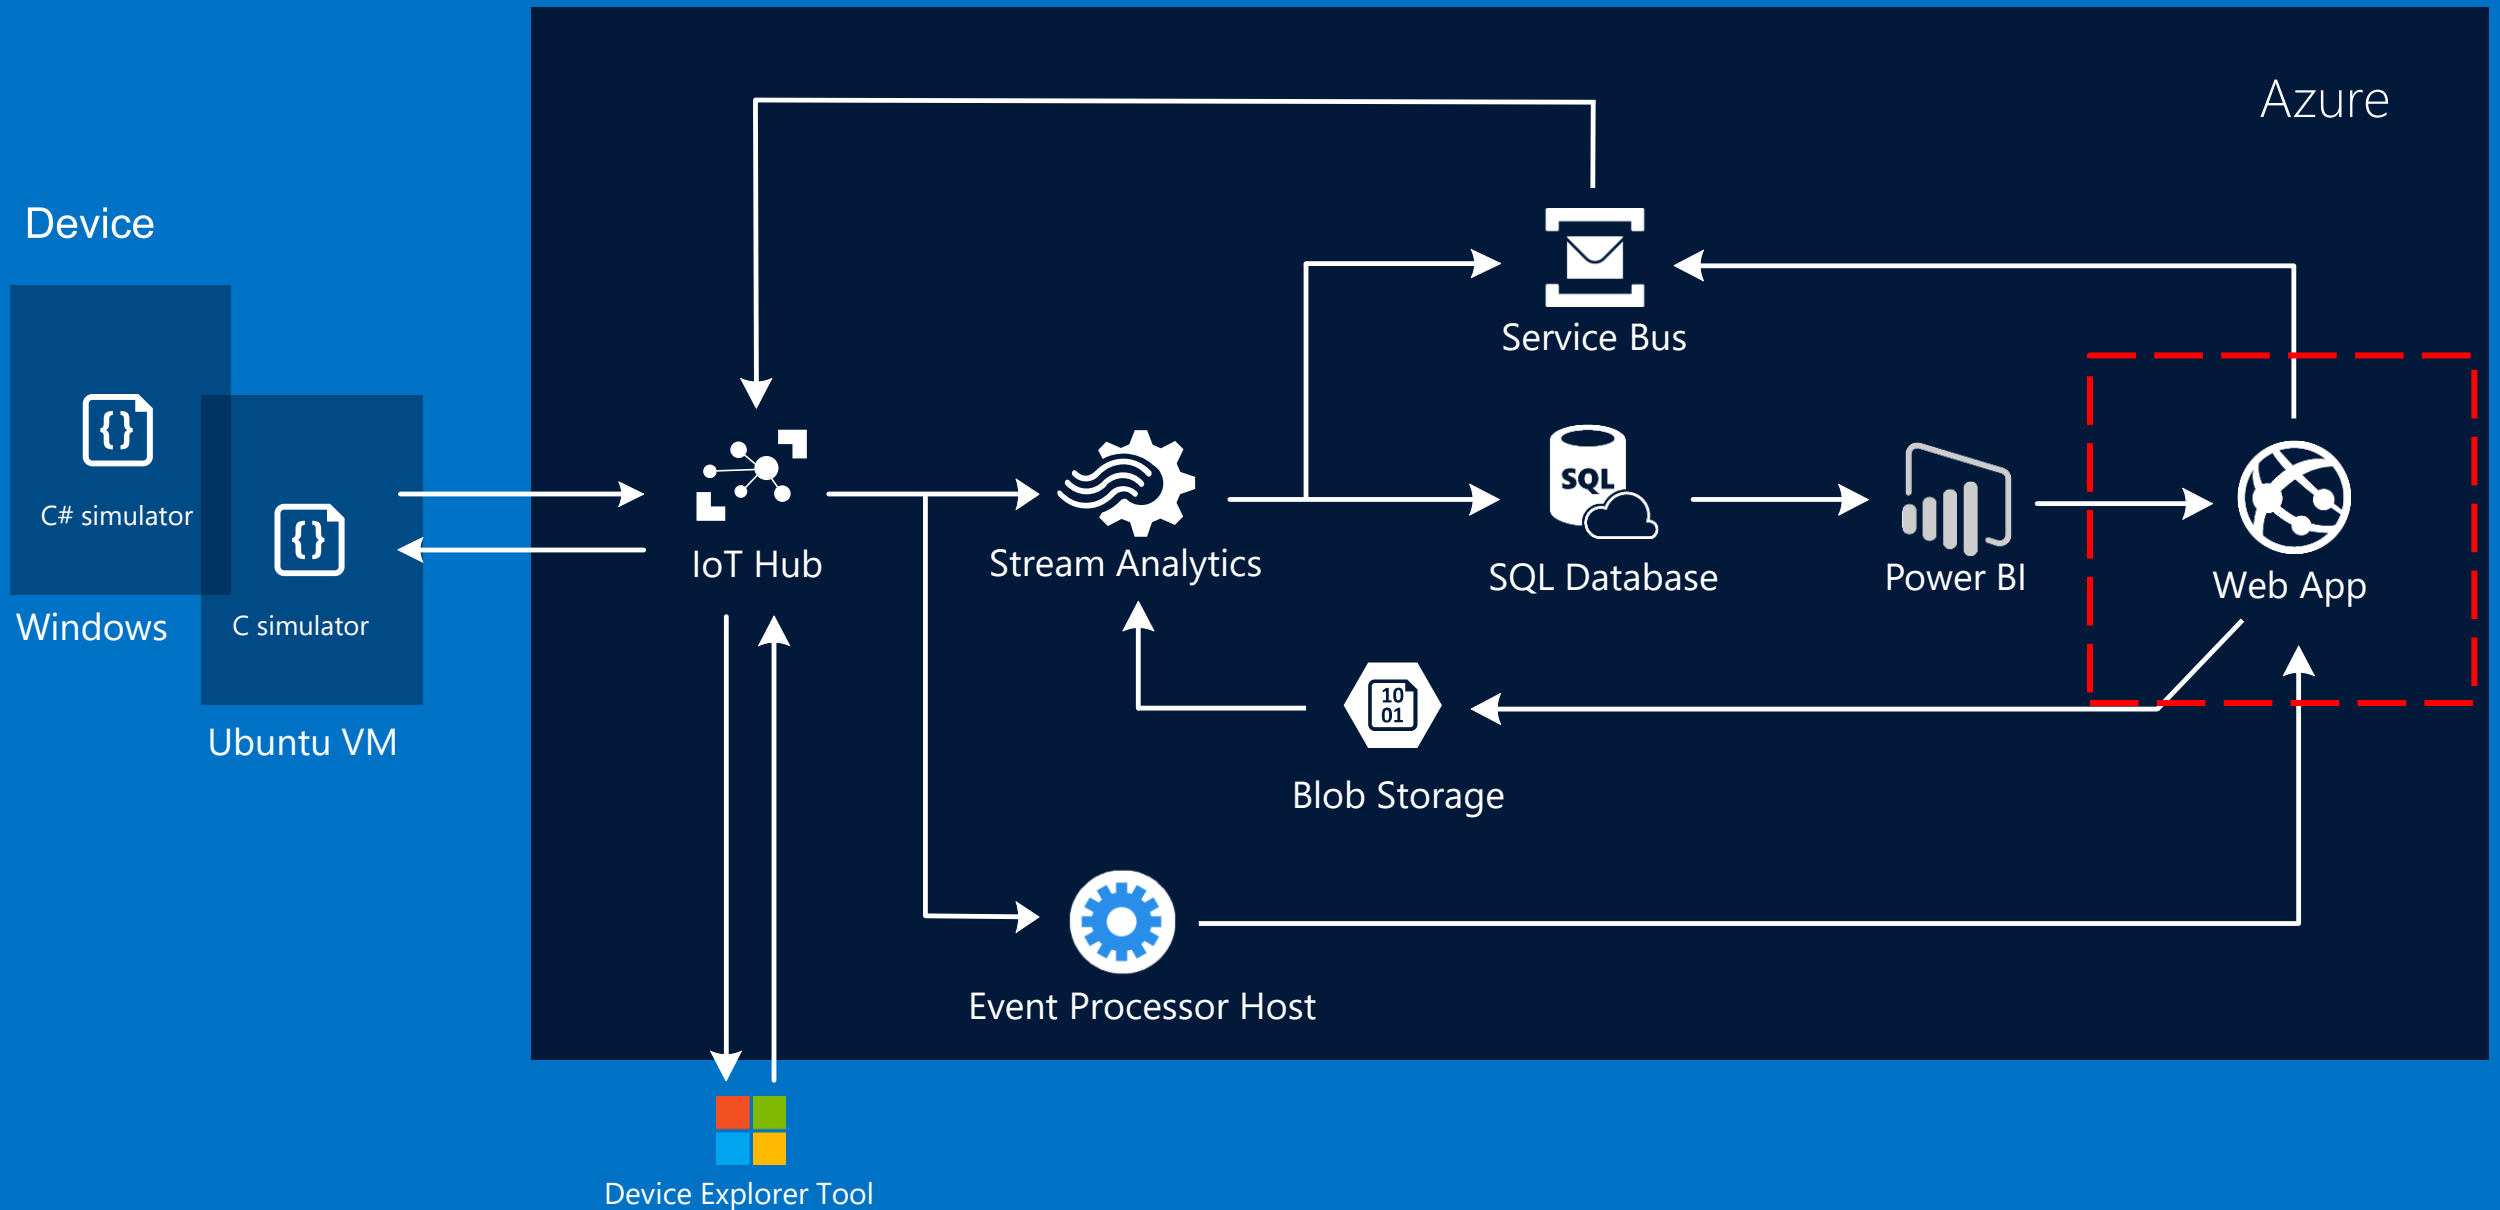 Azure
Device
Service Bus
SQL
C# simulator
IoT Hub
Stream Analytics
SQL Database
Power BI
Web App
Windows
C simulator
10
01
Ubuntu VM
Blob Storage
Event Processor Host
Device Explorer Tool